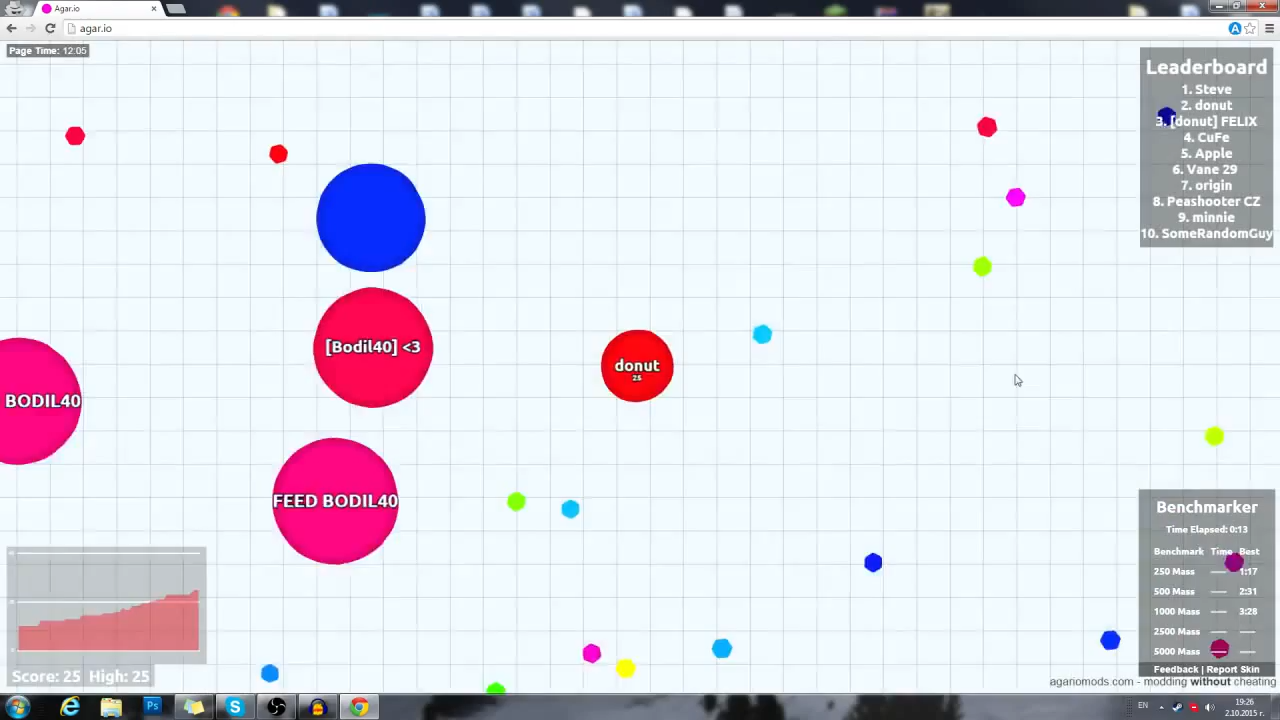 Agar.io
agar.io
Page Time: 12:05
Leaderboard
1. Steve
2. donut
3. [donut] FELIX
4. CuFe
5. Apple
6. Vane 29
7. origin
8. Peashooter CZ
9. minnie
10. SomeRandomGuy
[Bodil40] <3
donut
25
BODIL40
FEED BODIL40
Benchmarker
Time Elapsed: 0:13
Benchmark Time Best
250 Mass —— 1:17
500 Mass —— 2:31
1000 Mass —— 3:28
2500 Mass —— ——
5000 Mass —— ——
Feedback | Report Skin
Score: 25 High: 25
agariomods.com - modding without cheating
Ps
EN
19:26
2.10.2015 г.